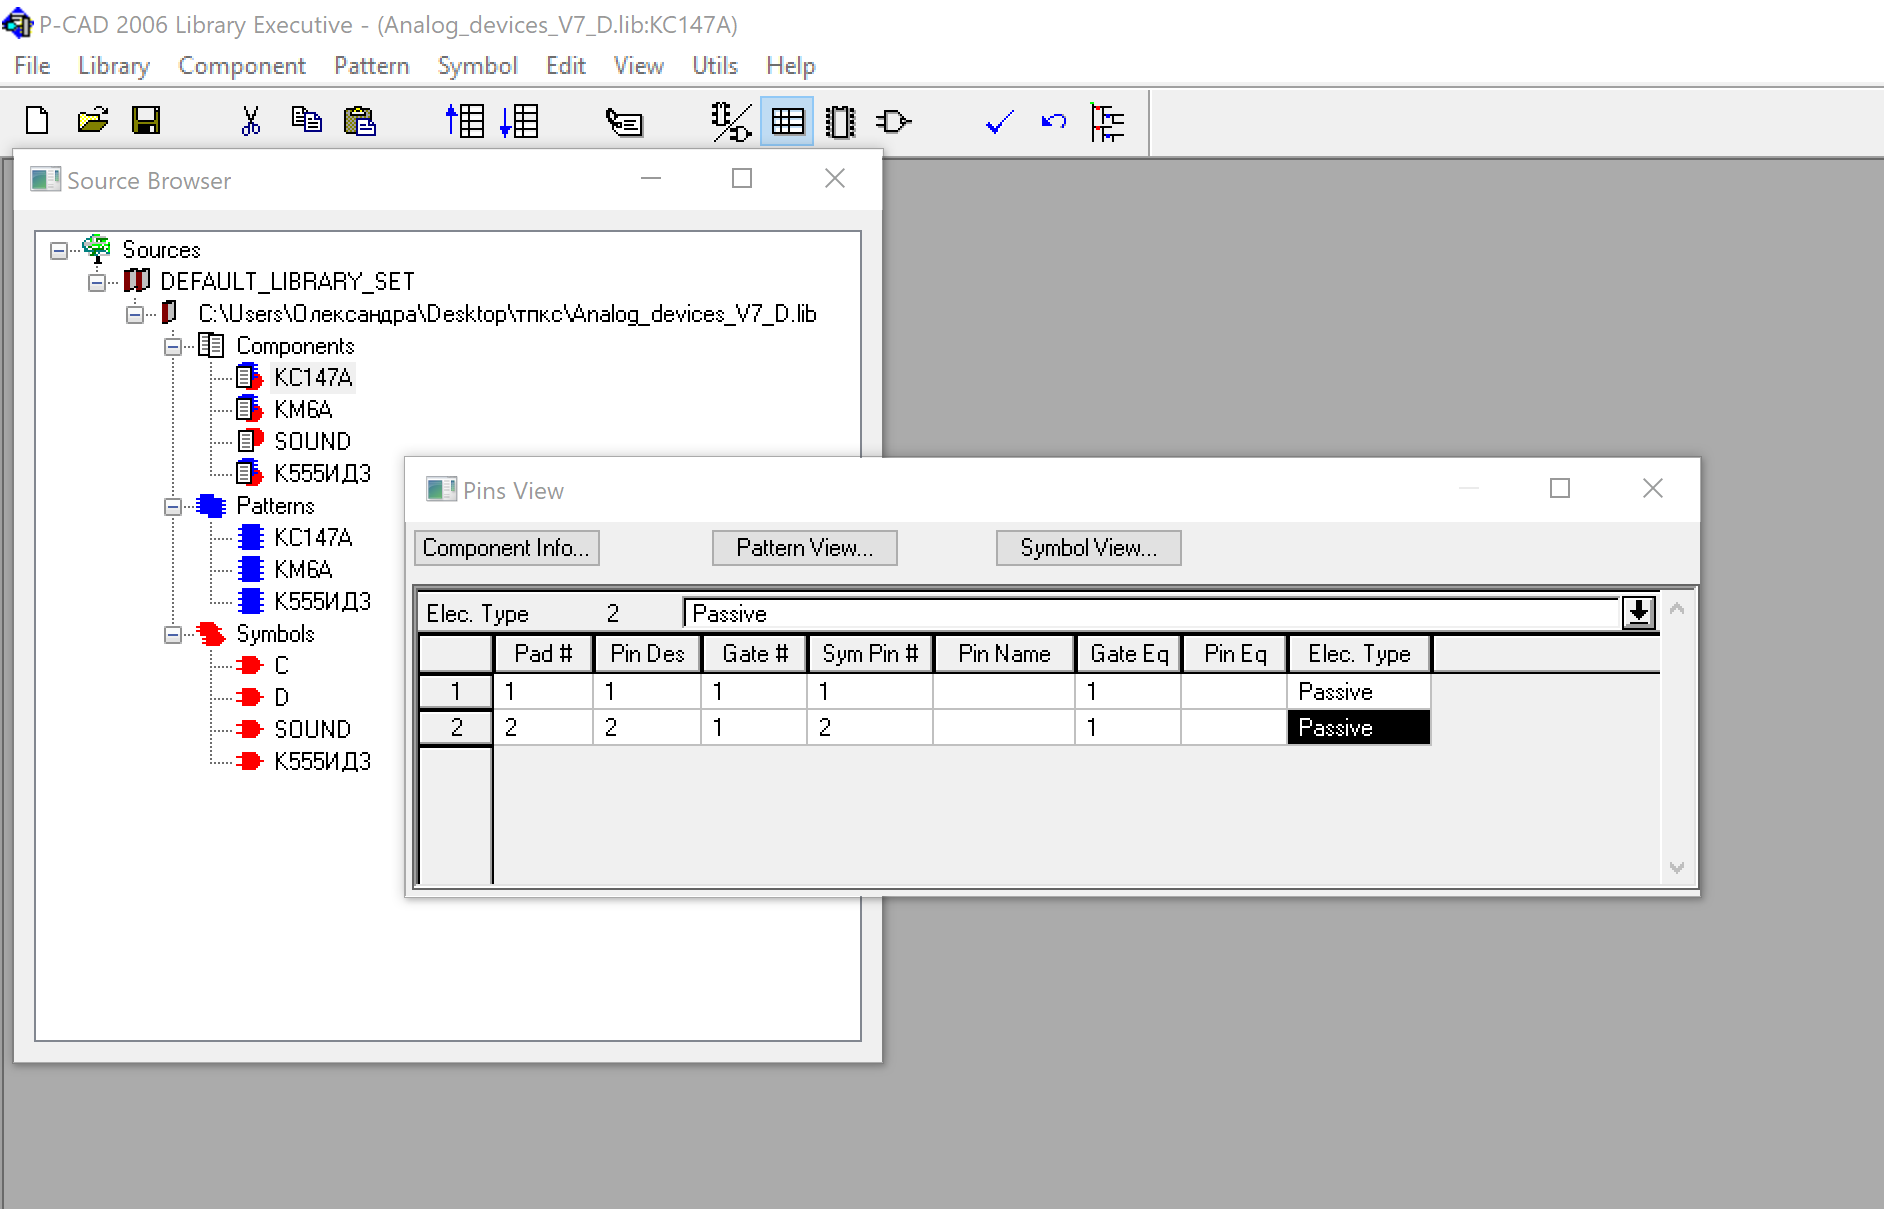 P-CAD 2006 Library Executive - (Analog_devices_V7_D.lib:KC147A)
File Library Component Pattern Symbol Edit View Utils Help
Source Browser
Sources
DEFAULT_LIBRARY_SET
C:\Users\Олександра\Desktop\тпкс\Analog_devices_V7_D.lib
Components
KC147A
KM6A
SOUND
К555ИД3
Patterns
KC147A
KM6A
К555ИД3
Symbols
C
D
SOUND
К555ИД3
Pins View
Component Info... Pattern View... Symbol View...
Elec. Type 2 Passive
Pad # Pin Des Gate # Sym Pin # Pin Name Gate Eq Pin Eq Elec. Type
1 1 1 1 1 1 Passive
2 2 2 1 2 1 Passive